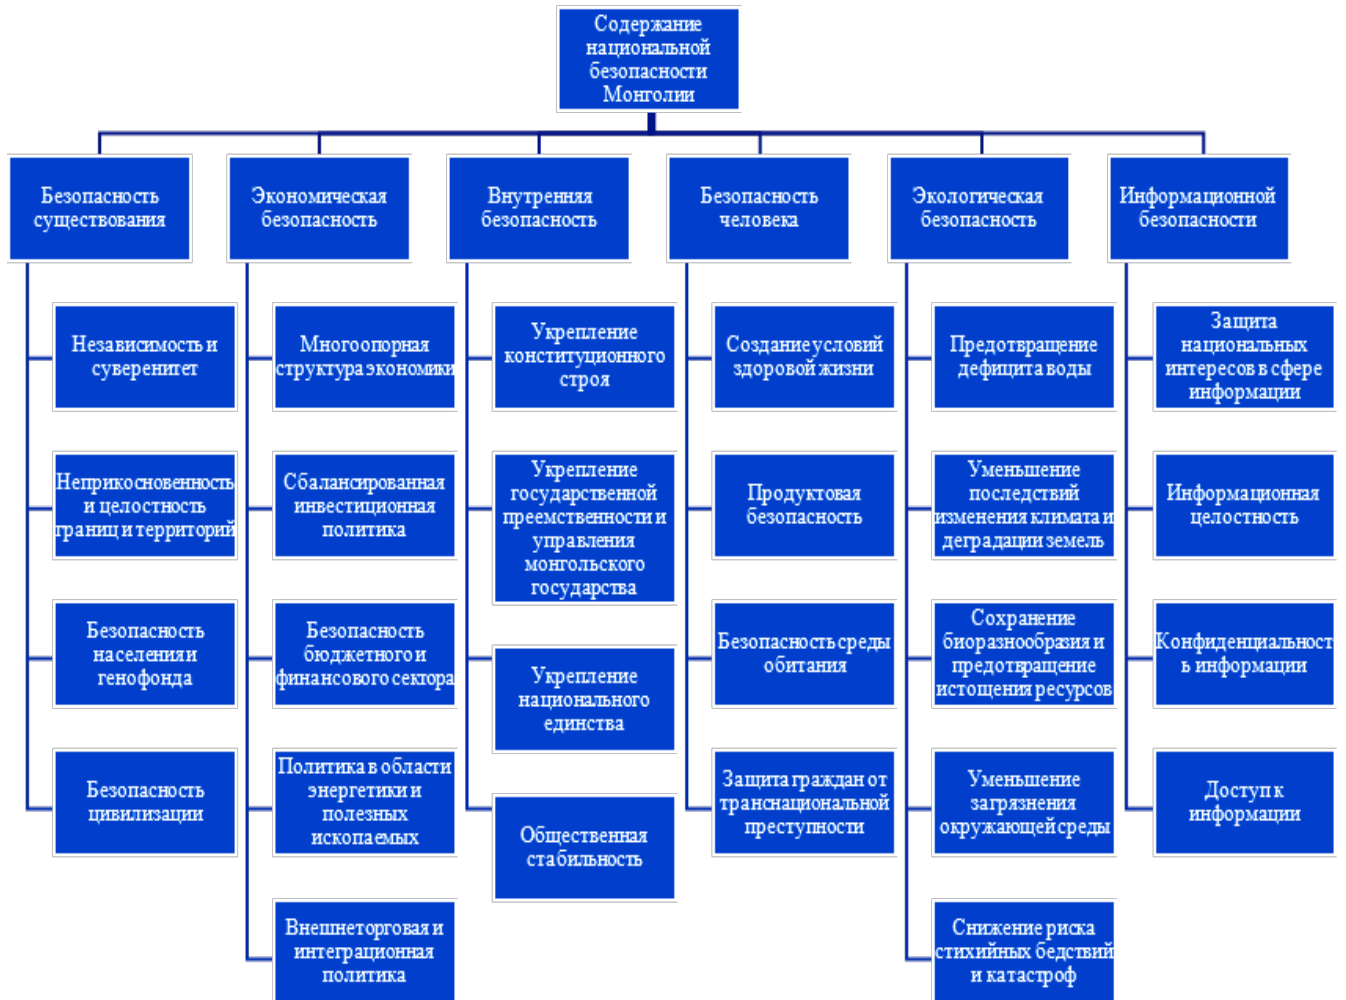 Содержание
национальной
безопасности
Монголии
Безопасность
существования
Экономическая
безопасность
Внутренняя
безопасность
Безопасность
человека
Экологическая
безопасность
Информационной
безопасности
Независимость и
суверенитет
Неприкосновенность
и целостность
границ и территорий
Безопасность
населения и
генофонда
Безопасность
цивилизации
Многоопорная
структура экономики
Сбалансированная
инвестиционная
политика
Безопасность
бюджетного и
финансового сектора
Политика в области
энергетики и
полезных
ископаемых
Внешнеторговая и
интеграционная
политика
Укрепление
конституционного
строя
Укрепление
государственной
преемственности и
управления
монгольского
государства
Укрепление
национального
единства
Общественная
стабильность
Создание условий
здоровой жизни
Продуктовая
безопасность
Безопасность среды
обитания
Защита граждан от
транснациональной
преступности
Предотвращение
дефицита воды
Уменьшение
последствий
изменения климата и
деградации земель
Сохранение
биоразнообразия и
предотвращение
истощения ресурсов
Уменьшение
загрязнения
окружающей среды
Снижение риска
стихийных бедствий
и катастроф
Защита
национальных
интересов в сфере
информации
Информационная
целостность
Конфиденциальност
ь информации
Доступ к
информации